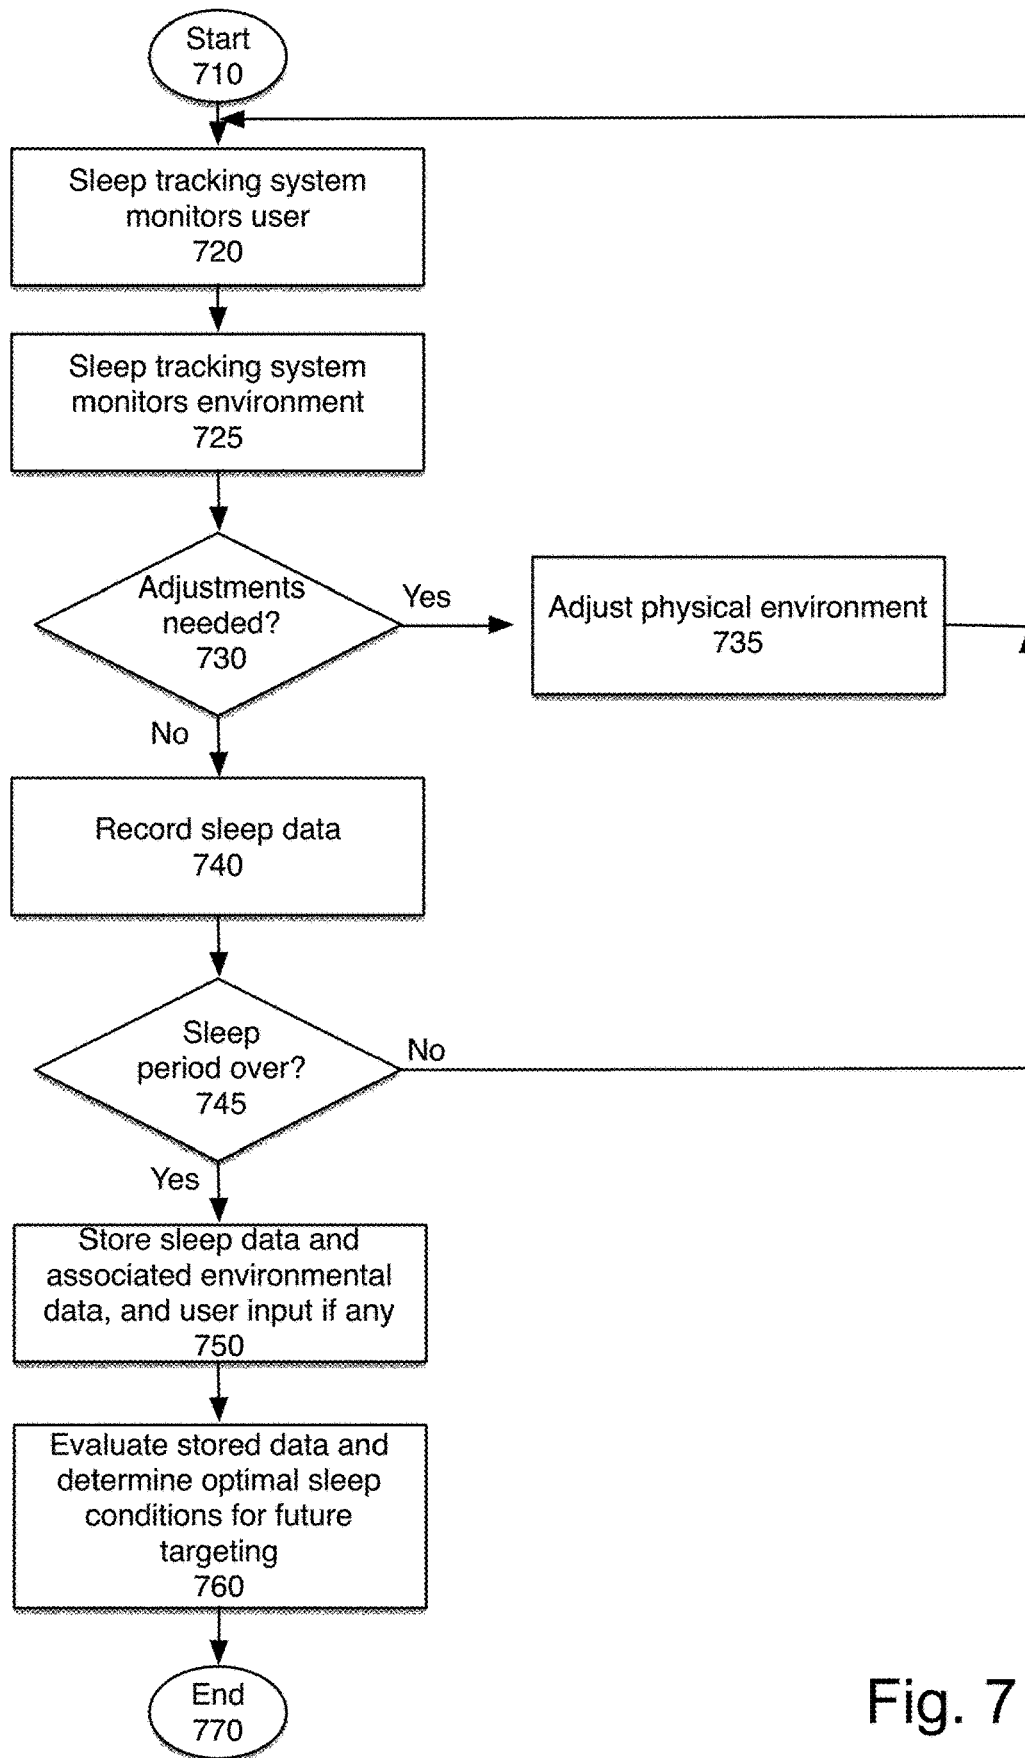 Start
710
Sleep tracking system
monitors user
720
Sleep tracking system
monitors environment
725
Adjustments
needed?
730
Yes
Adjust physical environment
735
No
Record sleep data
740
Sleep
period over?
745
No
Yes
Store sleep data and
associated environmental
data, and user input if any
750
Evaluate stored data and
determine optimal sleep
conditions for future
targeting
760
End
770
Fig. 7